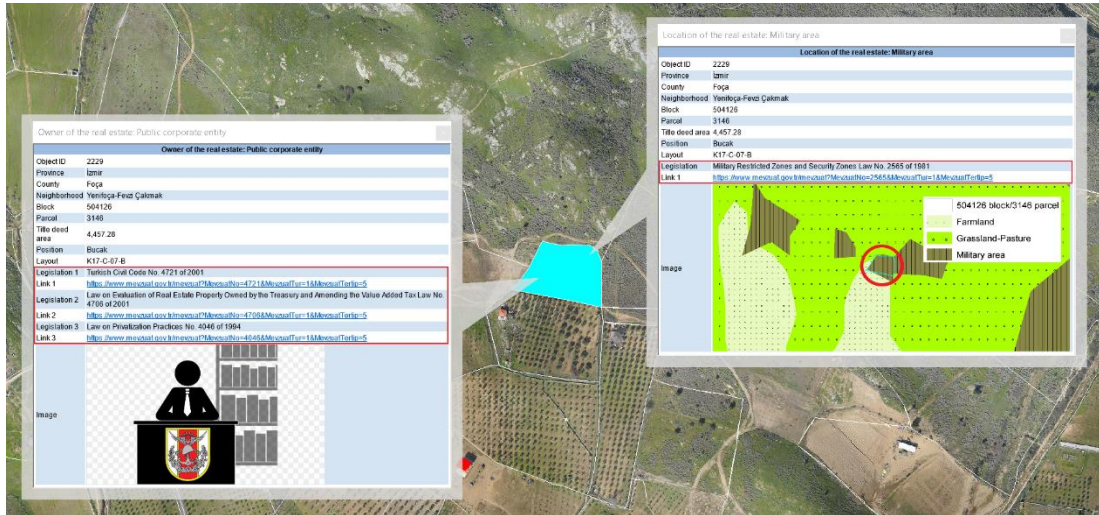 Owner of the real estate: Public corporate entity
Owner of the real estate: Public corporate entity
Object ID 2229
Province İzmir
County Foça
Neighborhood Yenifoça-Fevzi Çakmak
Block 504126
Parcel 3146
Title deed area 4,457.28
Position Bucak
Layout K17-C-07-B
Legislation 1 Turkish Civil Code No. 4721 of 2001
Link 1 https://www.mevzuat.gov.tr/mevzuat?MevzuatNo=4721&MevzuatTur=1&MevzuatTertip=5
Legislation 2 Law on Evaluation of Real Estate Property Owned by the Treasury and Amending the Value Added Tax Law No. 4706 of 2001
Link 2 https://www.mevzuat.gov.tr/mevzuat?MevzuatNo=4706&MevzuatTur=1&MevzuatTertip=5
Legislation 3 Law on Privatization Practices No. 4046 of 1994
Link 3 https://www.mevzuat.gov.tr/mevzuat?MevzuatNo=4046&MevzuatTur=1&MevzuatTertip=5
Image
Location of the real estate: Military area
Location of the real estate: Military area
Object ID 2229
Province İzmir
County Foça
Neighborhood Yenifoça-Fevzi Çakmak
Block 504126
Parcel 3146
Title deed area 4,457.28
Position Bucak
Layout K17-C-07-B
Legislation Military Restricted Zones and Security Zones Law No. 2565 of 1981
Link 1 https://www.mevzuat.gov.tr/mevzuat?MevzuatNo=2565&MevzuatTur=1&MevzuatTertip=5
Image
504126 block/3146 parcel
Farmland
Grassland-Pasture
Military area